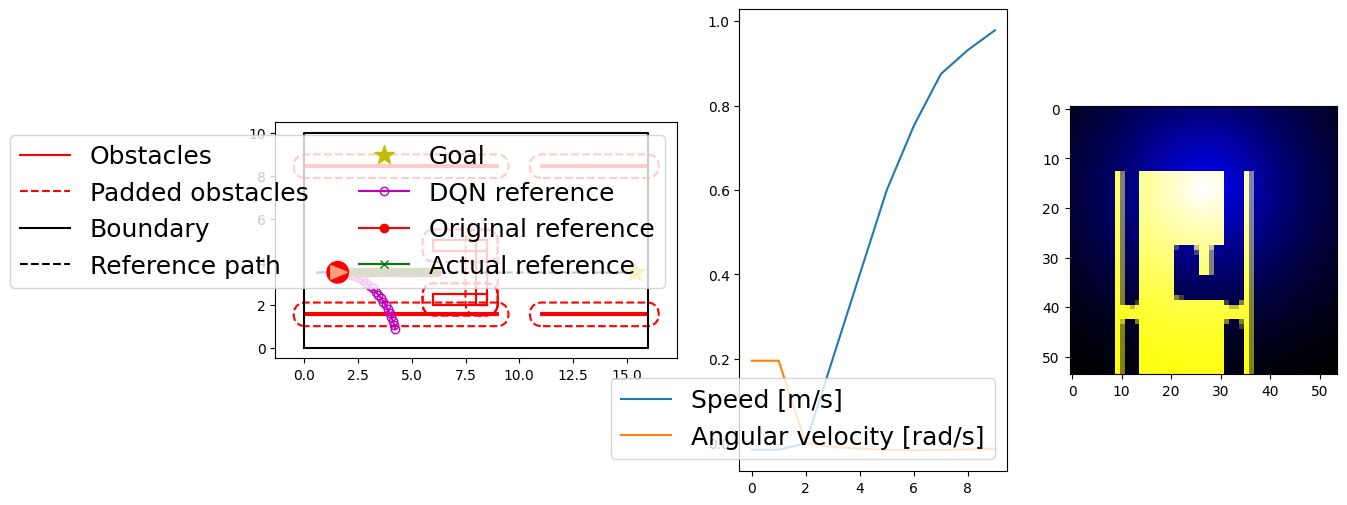 Obstacles
Padded obstacles
Boundary
Reference path
Goal
DQN reference
Original reference
Actual reference
10
8
6
4
2
0
0.0 2.5 5.0 7.5 10.0 12.5 15.0
1.0
0.8
0.6
0.4
0.2
0.0
0 2 4 6 8
Speed [m/s]
Angular velocity [rad/s]
0
10
20
30
40
50
0 10 20 30 40 50